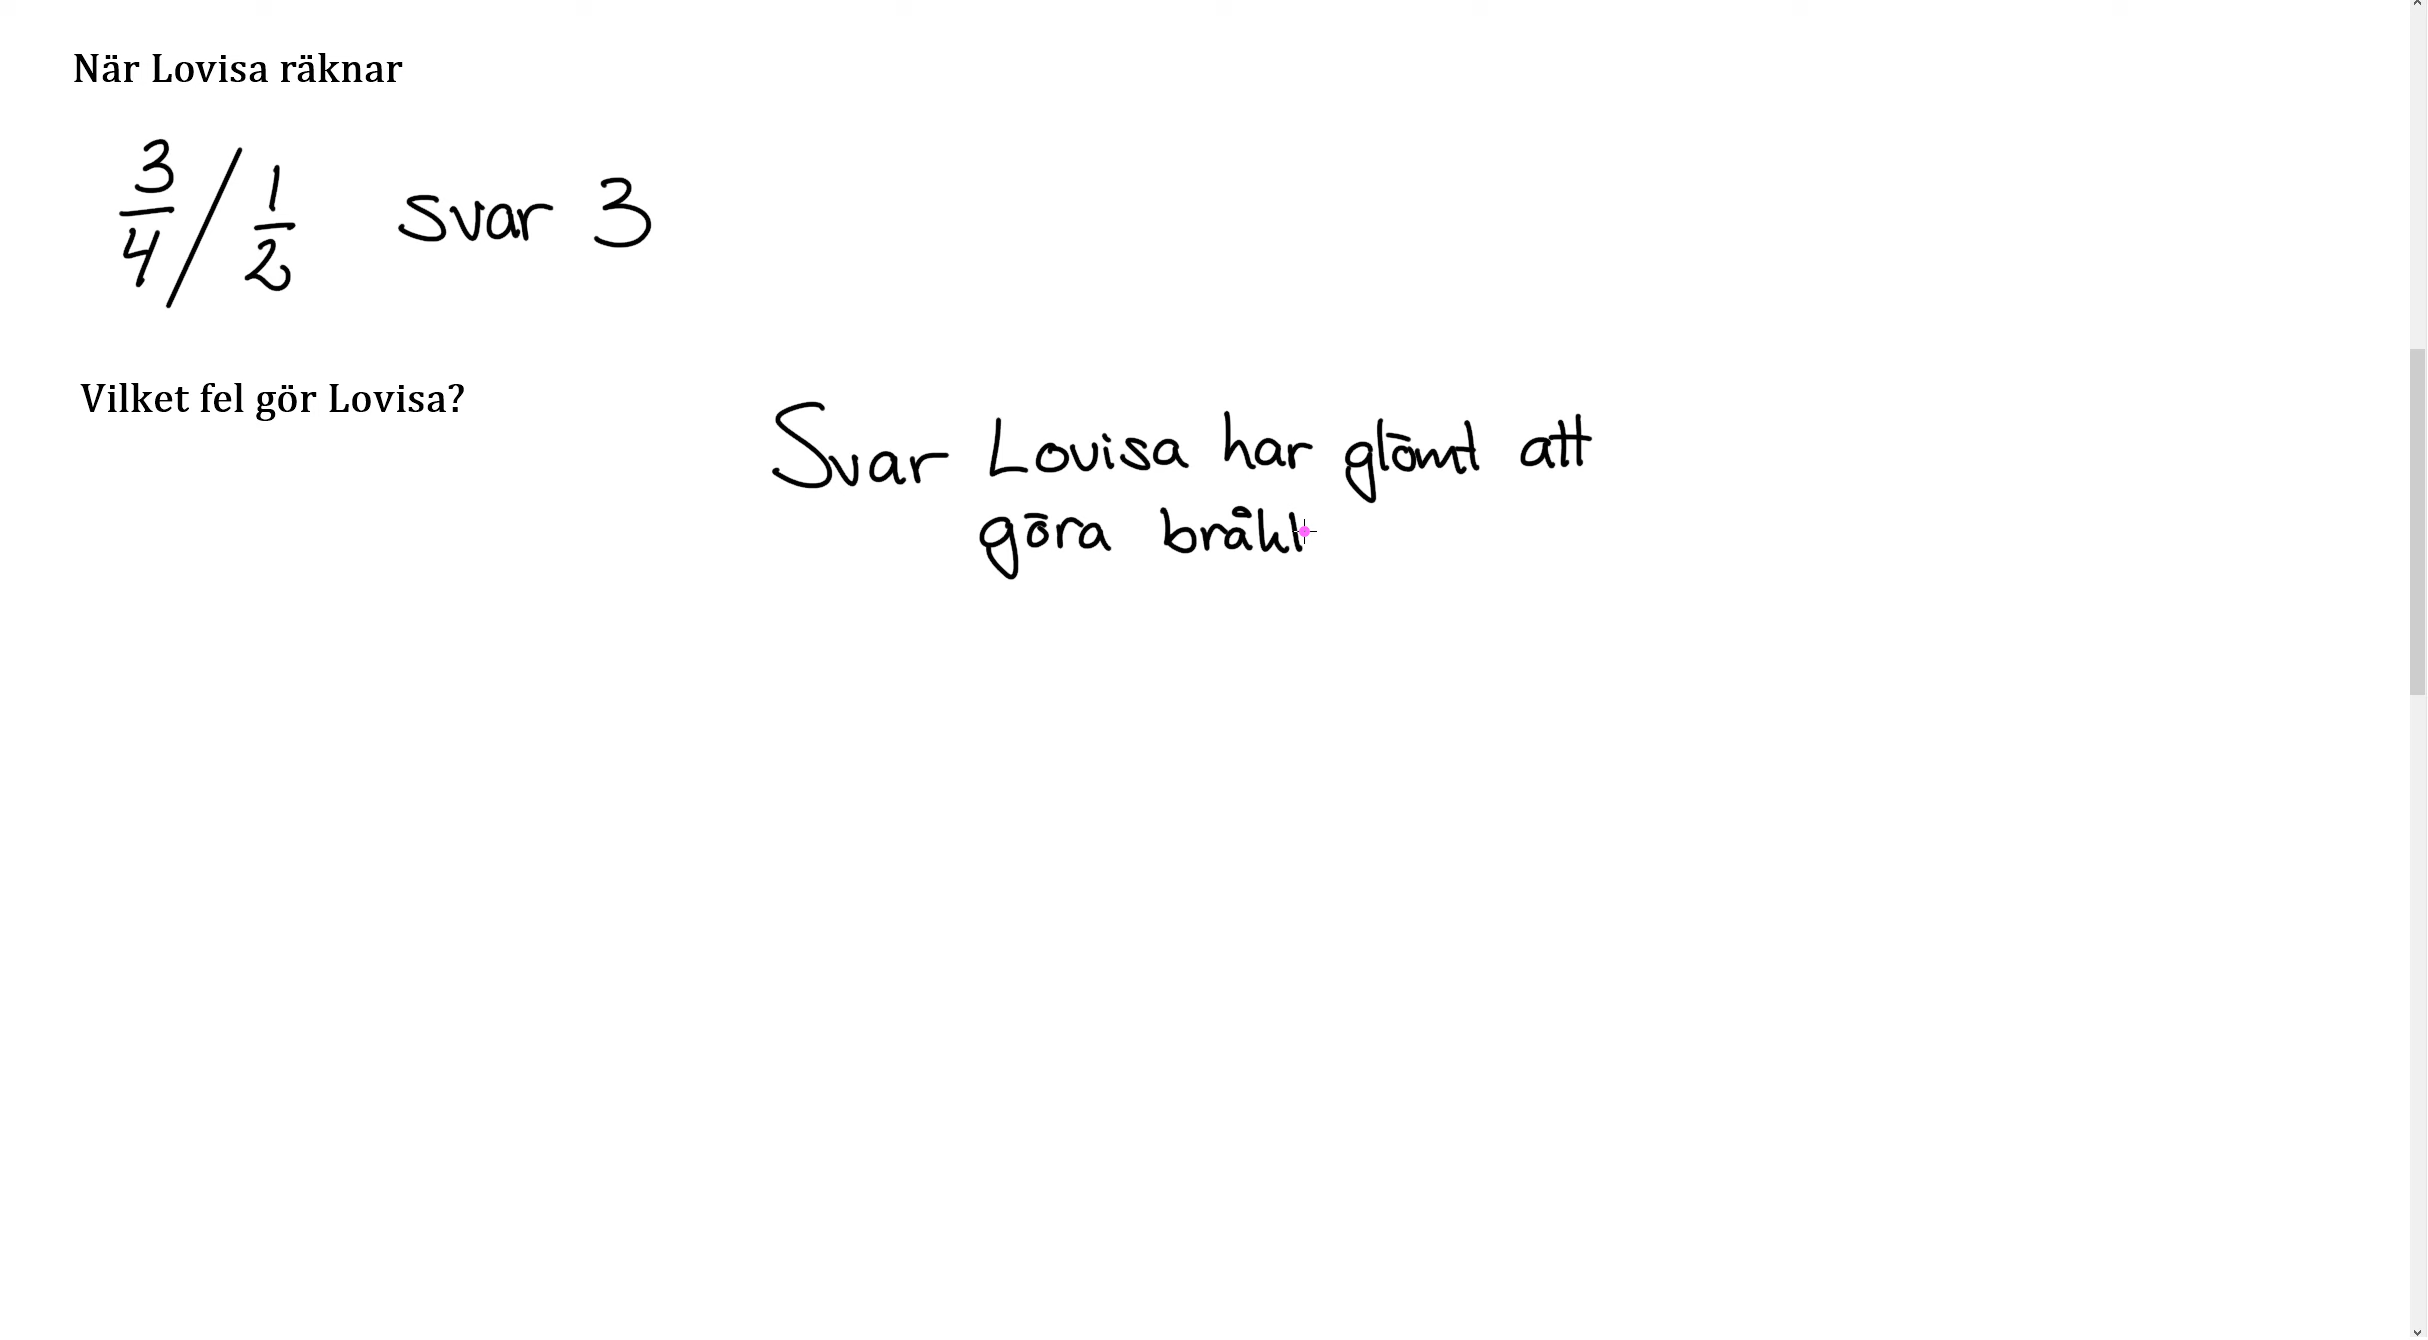 När Lovisa räknar
3/4 / 1/2 svar 3
Vilket fel gör Lovisa?
Svar Lovisa har glömt att
göra